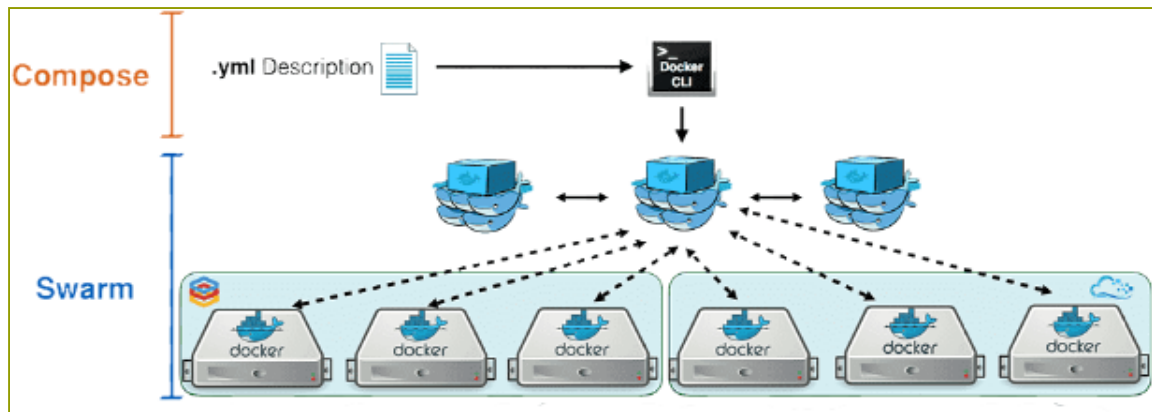 Compose
.yml Description
>_
Docker
CLI
Swarm
docker
docker
docker
docker
docker
docker